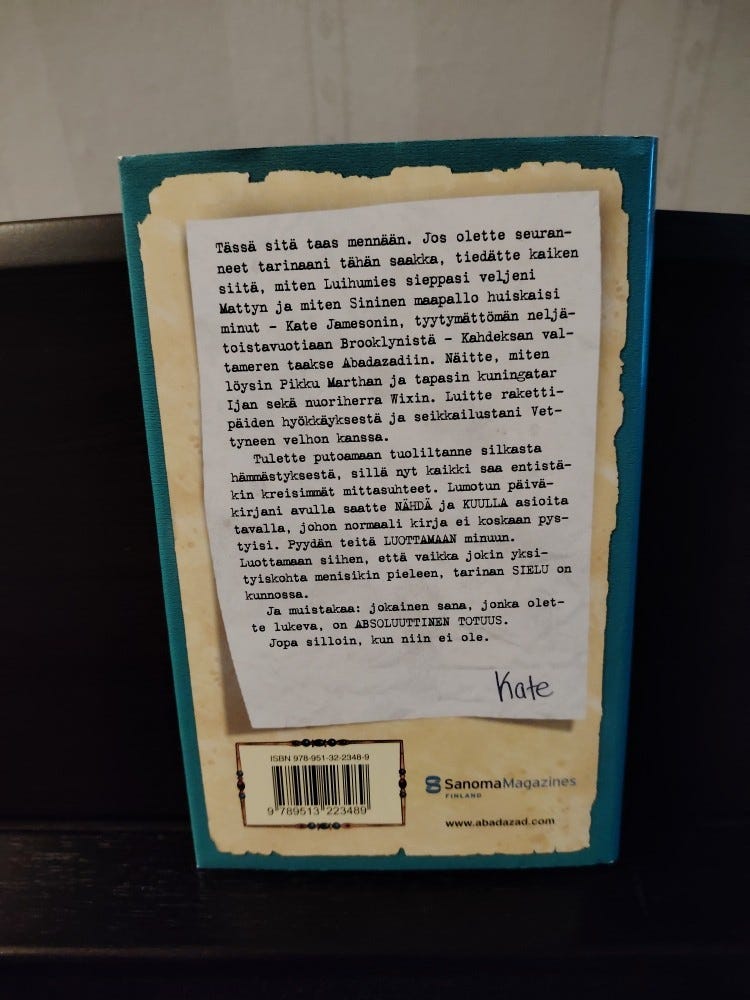 Tässä sitä taas mennään. Jos olette seuran-
neet tarinaani tähän saakka, tiedätte kaiken
siitä, miten Luihumies sieppasi veljeni
Mattyn ja miten Sininen maapallo huiskaisi
minut – Kate Jamesonin, tyytymättömän neljä-
toistavuotiaan Brooklynistä – Kahdeksan val-
tameren taakse Abadazadiin. Näitte, miten
löysin Pikku Marthan ja tapasin kuningatar
Ijan sekä nuoriherra Wixin. Luitte raketti-
päiden hyökkäyksestä ja seikkailustani Vet-
tyneen velhon kanssa.
Tulette putoamaan tuoliltanne silkasta
hämmästyksestä, sillä nyt kaikki saa entistä-
kin kreisimmät mittasuhteet. Lumotun päivä-
kirjani avulla saatte NÄHDÄ ja KUULLA asioita
tavalla, johon normaali kirja ei koskaan pys-
tyisi. Pyydän teitä LUOTTAMAAN minuun.
Luottamaan siihen, että vaikka jokin yksi-
tyiskohta menisikin pieleen, tarinan SIELU on
kunnossa.
Ja muistakaa: jokainen sana, jonka olet-
te lukeva, on ABSOLUUTTINEN TOTUUS.
Jopa silloin, kun niin ei ole.
Kate
ISBN 978-951-32-2348-9
9 789513 223489
SanomaMagazines
FINLAND
www.abadazad.com